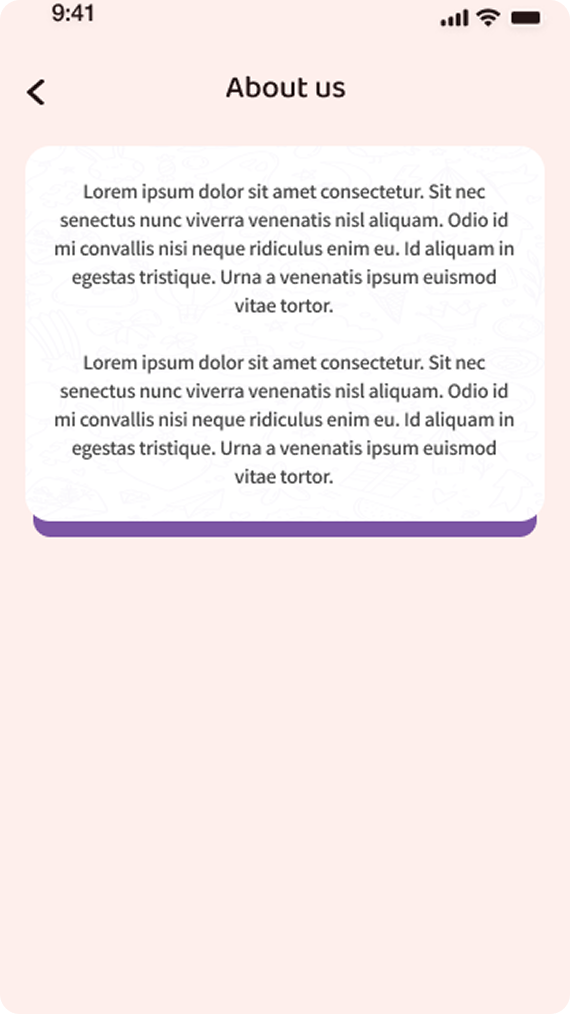 9:41
About us
Lorem ipsum dolor sit amet consectetur. Sit nec
senectus nunc viverra venenatis nisl aliquam. Odio id
mi convallis nisi neque ridiculus enim eu. Id aliquam in
egestas tristique. Urna a venenatis ipsum euismod
vitae tortor.
Lorem ipsum dolor sit amet consectetur. Sit nec
senectus nunc viverra venenatis nisl aliquam. Odio id
mi convallis nisi neque ridiculus enim eu. Id aliquam in
egestas tristique. Urna a venenatis ipsum euismod
vitae tortor.